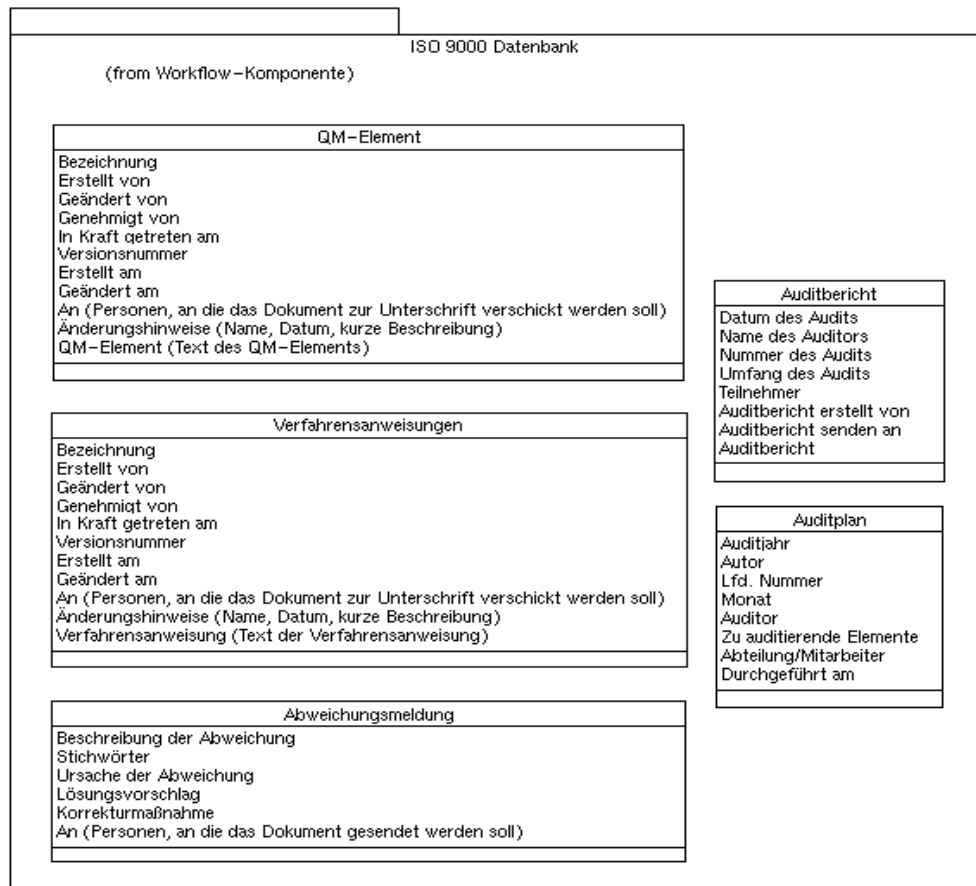 ISO 9000 Datenbank
(from Workflow-Komponente)
QM-Element
Bezeichnung
Erstellt von
Geändert von
Genehmigt von
In Kraft getreten am
Versionsnummer
Erstellt am
Geändert am
An (Personen, an die das Dokument zur Unterschrift verschickt werden soll)
Änderungshinweise (Name, Datum, kurze Beschreibung)
QM-Element (Text des QM-Elements)
Verfahrensanweisungen
Bezeichnung
Erstellt von
Geändert von
Genehmigt von
In Kraft getreten am
Versionsnummer
Erstellt am
Geändert am
An (Personen, an die das Dokument zur Unterschrift verschickt werden soll)
Änderungshinweise (Name, Datum, kurze Beschreibung)
Verfahrensanweisung (Text der Verfahrensanweisung)
Abweichungsmeldung
Beschreibung der Abweichung
Stichwörter
Ursache der Abweichung
Lösungsvorschlag
Korrekturmaßnahme
An (Personen, an die das Dokument gesendet werden soll)
Auditbericht
Datum des Audits
Name des Auditors
Nummer des Audits
Umfang des Audits
Teilnehmer
Auditbericht erstellt von
Auditbericht senden an
Auditbericht
Auditplan
Auditjahr
Autor
Lfd. Nummer
Monat
Auditor
Zu auditierende Elemente
Abteilung/Mitarbeiter
Durchgeführt am